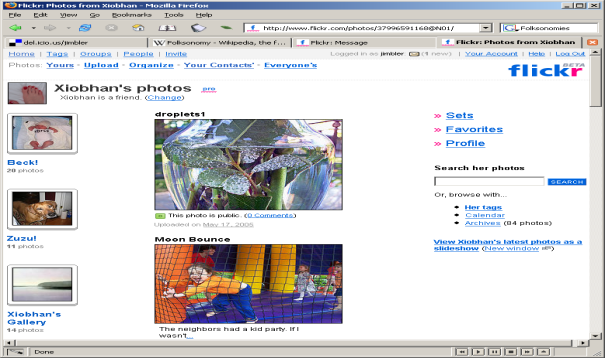 Flickr: Photos from Xiobhan - Mozilla Firefox
File Edit View Go Bookmarks Tools Help
http://www.flickr.com/photos/37996591168@N01/
Folksonomies
del.icio.us/jimbler
Folksonomy - Wikipedia, the f...
Flickr: Message
Flickr: Photos from Xiobhan
Home | Tags | Groups | People | Invite
Logged in as jimbler (1 new) | Your Account | Help | Log Out
Photos: Yours - Upload - Organize - Your Contacts' - Everyone's
flickr BETA
Xiobhan's photos pro
Xiobhan is a friend. (Change)
Beck!
28 photos
Zuzu!
11 photos
Xiobhan's
Gallery
14 photos
droplets1
This photo is public. (0 Comments)
Uploaded on May 17, 2005
Moon Bounce
The neighbors had a kid party. If I
wasn't...
» Sets
» Favorites
» Profile
Search her photos
SEARCH
Or, browse with...
Her tags
Calendar
Archives (84 photos)
View Xiobhan's latest photos as a
slideshow (New window)
Done